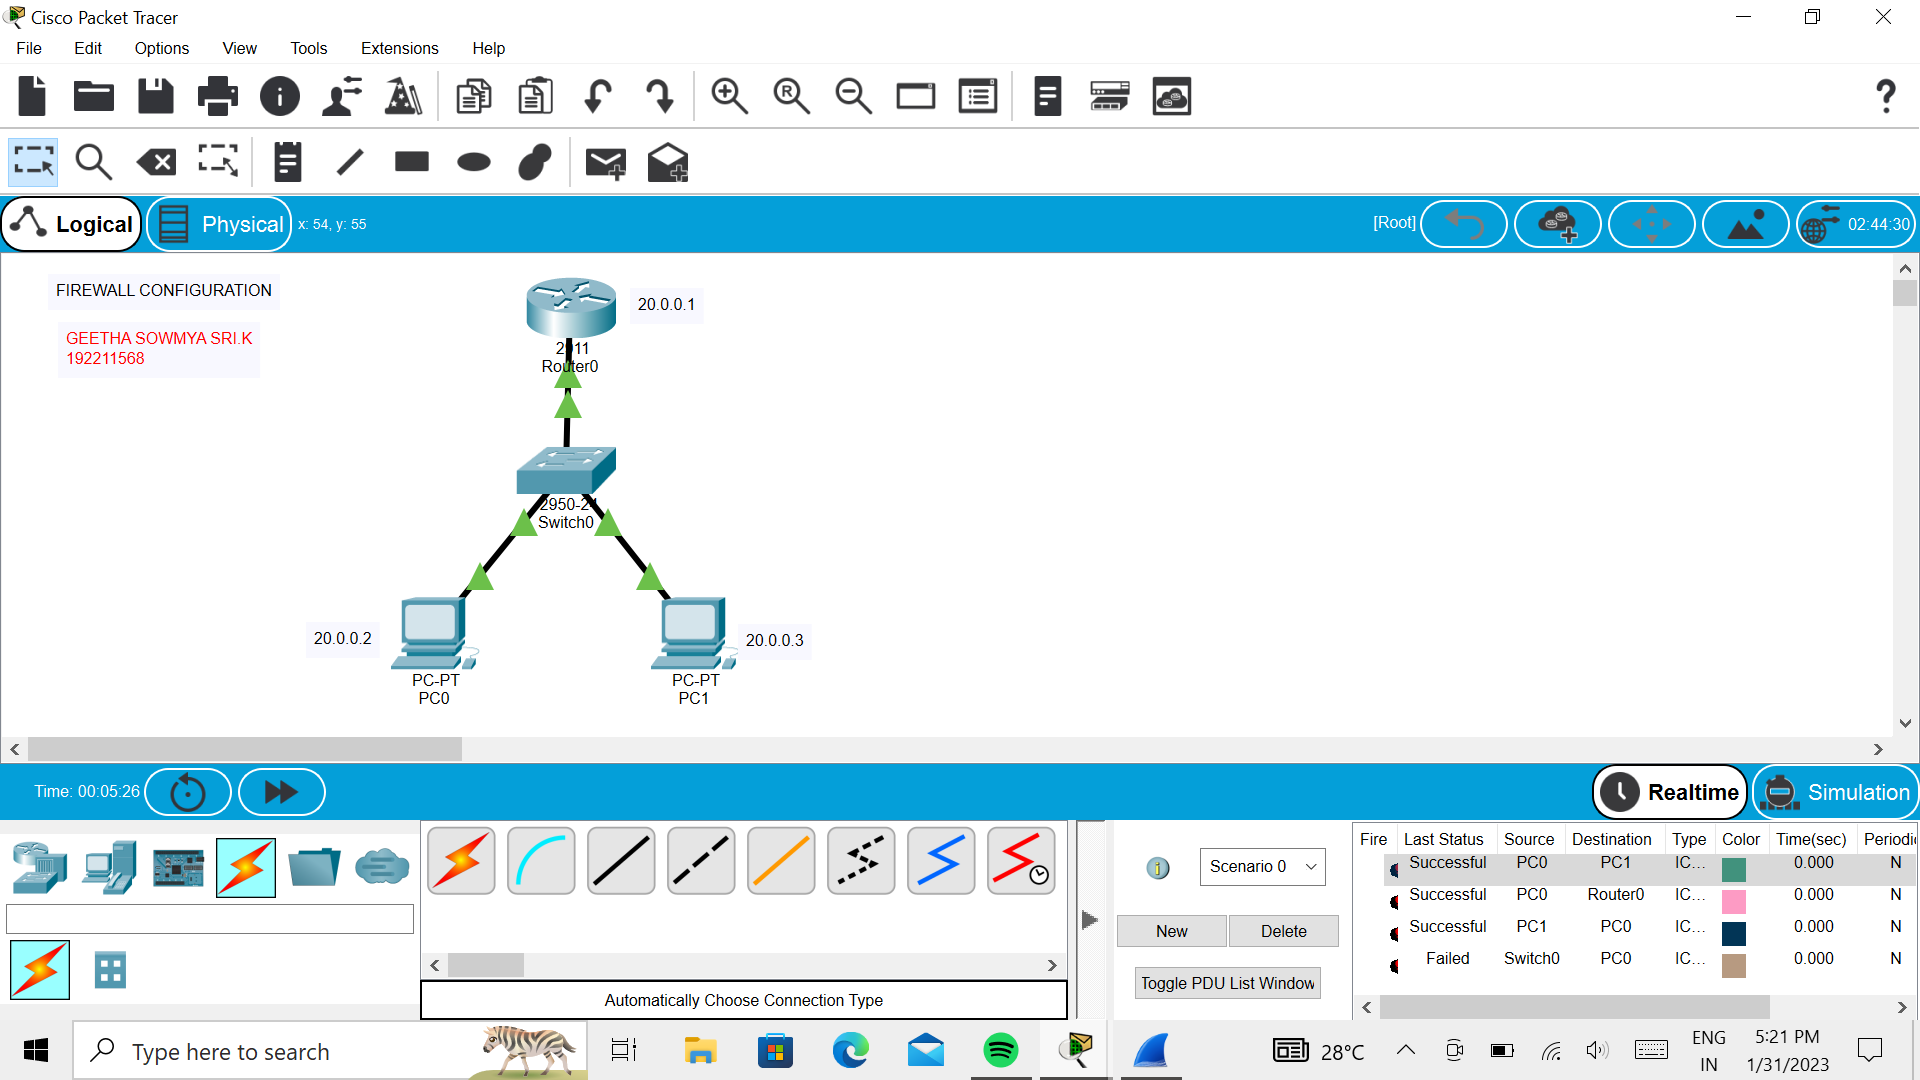 Cisco Packet Tracer
File Edit Options View Tools Extensions Help
R
?
Logical Physical x: 54, y: 55 [Root] 02:44:30
FIREWALL CONFIGURATION
GEETHA SOWMYA SRI.K
192211568
20.0.0.1
2911
Router0
2950-24
Switch0
20.0.0.2
20.0.0.3
PC-PT
PC0
PC-PT
PC1
Time: 00:05:26 Realtime Simulation
Scenario 0
New Delete
Toggle PDU List Window
Automatically Choose Connection Type
Fire Last Status Source Destination Type Color Time(sec) Periodi
Successful PC0 PC1 IC... 0.000 N
Successful PC0 Router0 IC... 0.000 N
Successful PC1 PC0 IC... 0.000 N
Failed Switch0 PC0 IC... 0.000 N
Type here to search
28°C
ENG
IN
5:21 PM
1/31/2023